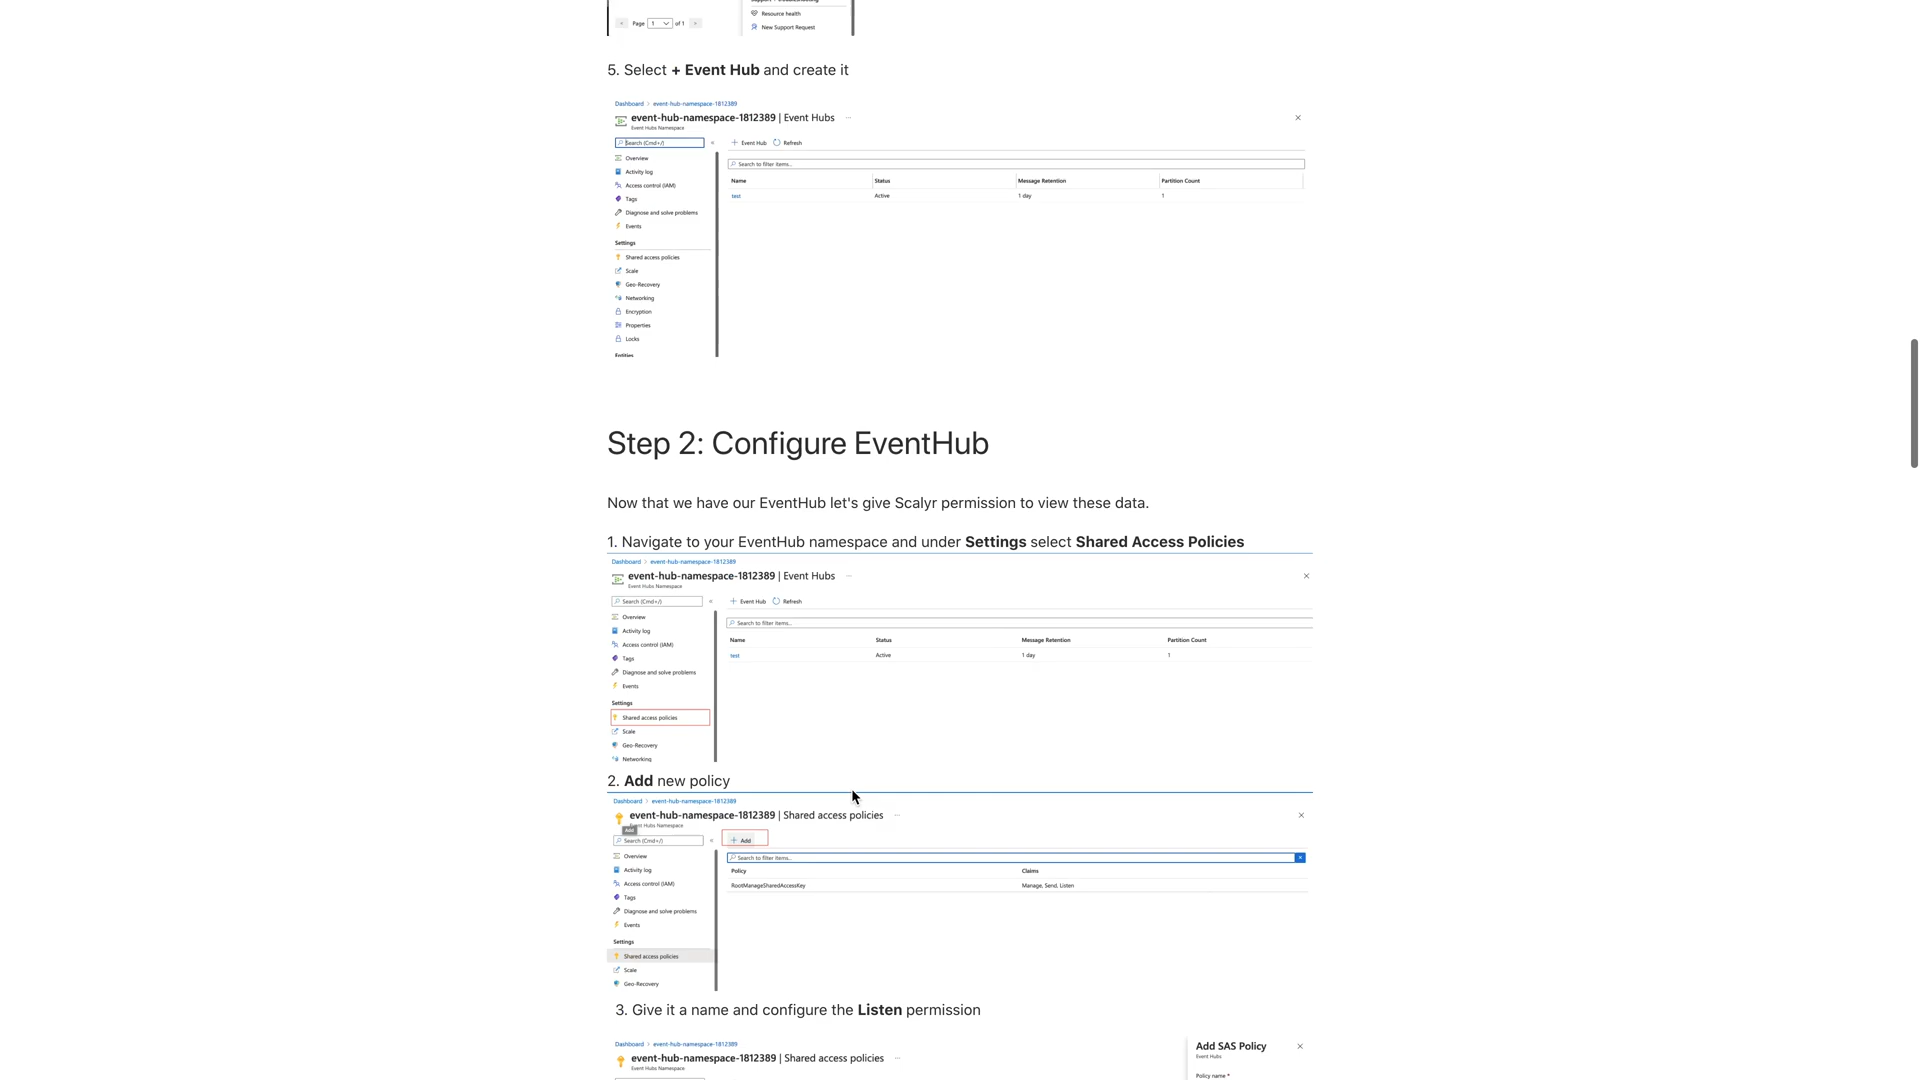 Support + troubleshooting
Resource health
New Support Request
< Page 1 of 1 >
5. Select + Event Hub and create it
Dashboard > event-hub-namespace-1812389
event-hub-namespace-1812389 | Event Hubs ...
Event Hubs Namespace
Search (Cmd+/) «
+ Event Hub Refresh
Search to filter items...
Name Status Message Retention Partition Count
test Active 1 day 1
Overview
Activity log
Access control (IAM)
Tags
Diagnose and solve problems
Events
Settings
Shared access policies
Scale
Geo-Recovery
Networking
Encryption
Properties
Locks
Entities
Step 2: Configure EventHub
Now that we have our EventHub let's give Scalyr permission to view these data.
1. Navigate to your EventHub namespace and under Settings select Shared Access Policies
Dashboard > event-hub-namespace-1812389
event-hub-namespace-1812389 | Event Hubs ...
Event Hubs Namespace
Search (Cmd+/) «
+ Event Hub Refresh
Search to filter items...
Name Status Message Retention Partition Count
test Active 1 day 1
Overview
Activity log
Access control (IAM)
Tags
Diagnose and solve problems
Events
Settings
Shared access policies
Scale
Geo-Recovery
Networking
2. Add new policy
Dashboard > event-hub-namespace-1812389
event-hub-namespace-1812389 | Shared access policies ...
Event Hubs Namespace
Add
Search (Cmd+/) «
+ Add
Search to filter items...
Policy Claims
RootManageSharedAccessKey Manage, Send, Listen
Overview
Activity log
Access control (IAM)
Tags
Diagnose and solve problems
Events
Settings
Shared access policies
Scale
Geo-Recovery
3. Give it a name and configure the Listen permission
Dashboard > event-hub-namespace-1812389
event-hub-namespace-1812389 | Shared access policies ...
Event Hubs Namespace
Add SAS Policy
Event Hubs
Policy name *